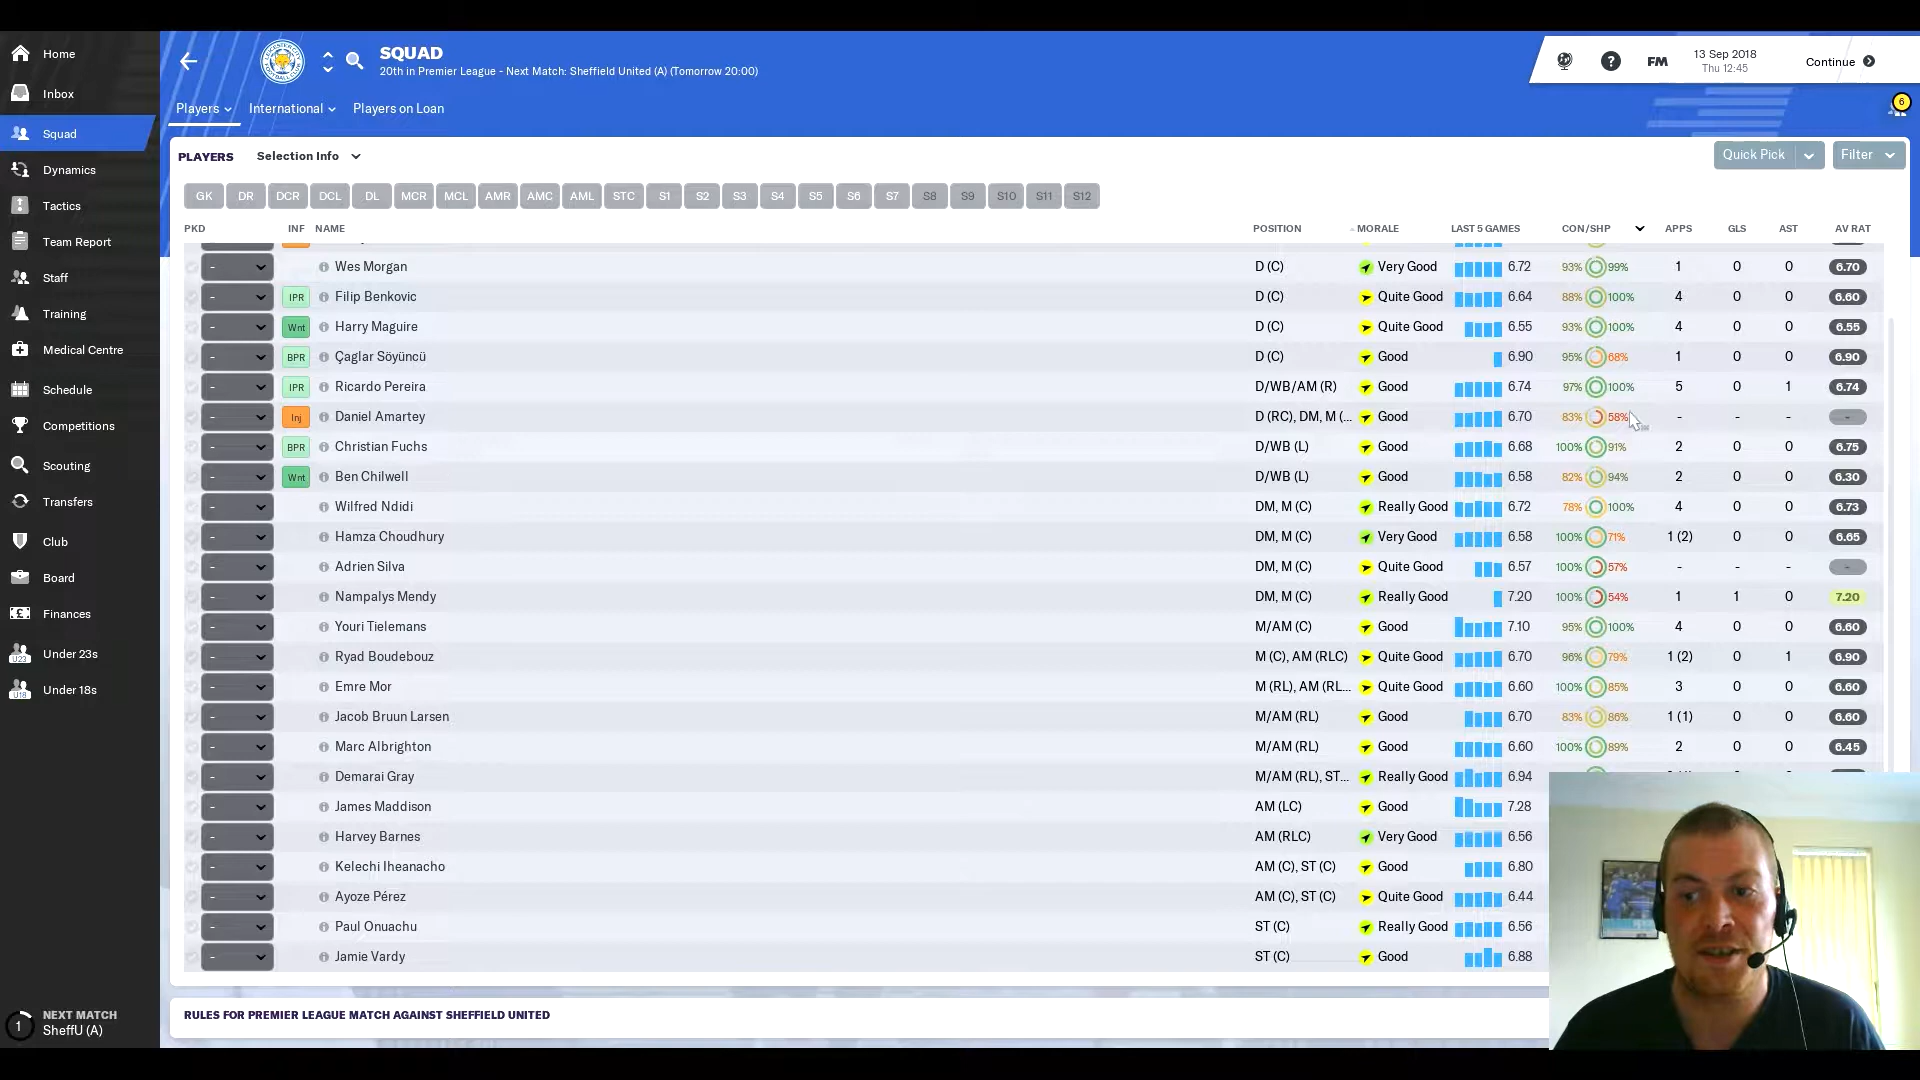 Home
Inbox
Squad
Dynamics
Tactics
Team Report
Staff
Training
Medical Centre
Schedule
Competitions
Scouting
Transfers
Club
Board
Finances
Under 23s
Under 18s
1 NEXT MATCH
SheffU (A)
SQUAD
20th in Premier League - Next Match: Sheffield United (A) (Tomorrow 20:00)
FM
13 Sep 2018
Thu 12:45
Continue
6
Players International Players on Loan
PLAYERS Selection Info Quick Pick Filter
GK DR DCR DCL DL MCR MCL AMR AMC AML STC S1 S2 S3 S4 S5 S6 S7 S8 S9 S10 S11 S12
PKD INF NAME POSITION MORALE LAST 5 GAMES CON/SHP APPS GLS AST AV RAT
- Wes Morgan D (C) Very Good 6.72 93% 99% 1 0 0 6.70
- IPR Filip Benkovic D (C) Quite Good 6.64 88% 100% 4 0 0 6.60
- Wnt Harry Maguire D (C) Quite Good 6.55 93% 100% 4 0 0 6.55
- BPR Çaglar Söyüncü D (C) Good 6.90 95% 68% 1 0 0 6.90
- IPR Ricardo Pereira D/WB/AM (R) Good 6.74 97% 100% 5 0 1 6.74
- Inj Daniel Amartey D (RC), DM, M (... Good 6.70 83% 58% - - - -
- BPR Christian Fuchs D/WB (L) Good 6.68 100% 91% 2 0 0 6.75
- Wnt Ben Chilwell D/WB (L) Good 6.58 82% 94% 2 0 0 6.30
- Wilfred Ndidi DM, M (C) Really Good 6.72 78% 100% 4 0 0 6.73
- Hamza Choudhury DM, M (C) Very Good 6.58 100% 71% 1 (2) 0 0 6.65
- Adrien Silva DM, M (C) Quite Good 6.57 100% 57% - - - -
- Nampalys Mendy DM, M (C) Really Good 7.20 100% 54% 1 1 0 7.20
- Youri Tielemans M/AM (C) Good 7.10 95% 100% 4 0 0 6.60
- Ryad Boudebouz M (C), AM (RLC) Quite Good 6.70 96% 79% 1 (2) 0 1 6.90
- Emre Mor M (RL), AM (RL... Quite Good 6.60 100% 85% 3 0 0 6.60
- Jacob Bruun Larsen M/AM (RL) Good 6.70 83% 86% 1 (1) 0 0 6.60
- Marc Albrighton M/AM (RL) Good 6.60 100% 89% 2 0 0 6.45
- Demarai Gray M/AM (RL), ST... Really Good 6.94
- James Maddison AM (LC) Good 7.28
- Harvey Barnes AM (RLC) Very Good 6.56
- Kelechi Iheanacho AM (C), ST (C) Good 6.80
- Ayoze Pérez AM (C), ST (C) Quite Good 6.44
- Paul Onuachu ST (C) Really Good 6.56
- Jamie Vardy ST (C) Good 6.88
RULES FOR PREMIER LEAGUE MATCH AGAINST SHEFFIELD UNITED